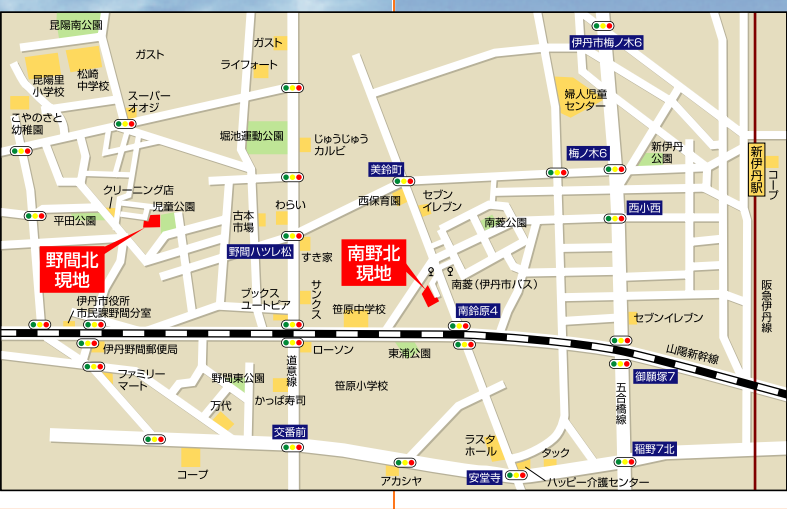 昆陽南公園
ガスト
ガスト
ライフォート
伊丹市梅ノ木6
昆陽里
小学校
松崎
中学校
スーパー
オオジ
こやのさと
幼稚園
婦人児童
センター
堀池運動公園
じゅうじゅう
カルビ
美鈴町
梅ノ木6
新伊丹
公園
新伊丹駅
コープ
クリーニング店
児童公園
平田公園
古本
市場
わらい
西保育園
セブン
イレブン
西小西
南菱公園
野間北
現地
野間ハツレ松
すき家
南野北
現地
南菱(伊丹市バス)
伊丹市役所
市民課野間分室
ブックス
ユートピア
サンクス
笹原中学校
南鈴原4
セブンイレブン
阪急伊丹線
伊丹野間郵便局
道意線
ローソン
東浦公園
山陽新幹線
ファミリー
マート
野間東公園
笹原小学校
御願塚7
五合橋線
万代
かっぱ寿司
交番前
コープ
アカシヤ
ラスタ
ホール
安堂寺
タック
稲野7北
ハッピー介護センター